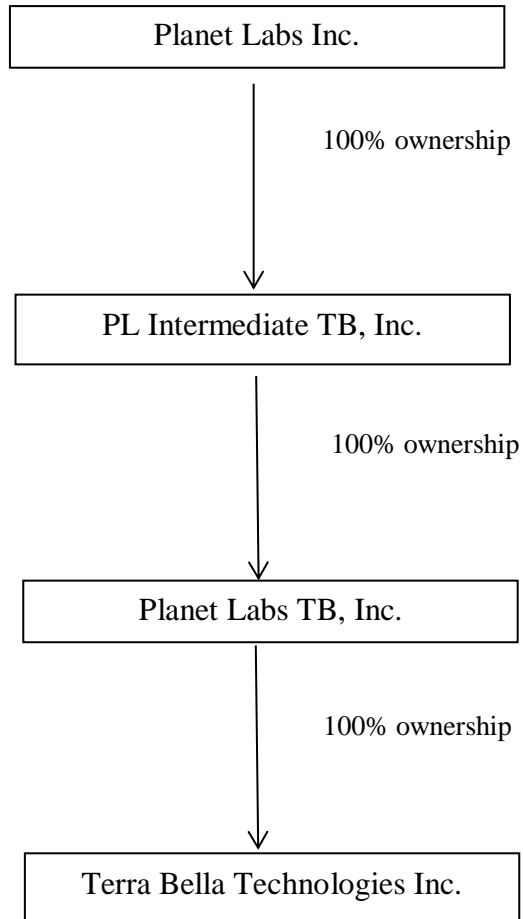 Planet Labs Inc.
100% ownership
PL Intermediate TB, Inc.
100% ownership
Planet Labs TB, Inc.
100% ownership
Terra Bella Technologies Inc.